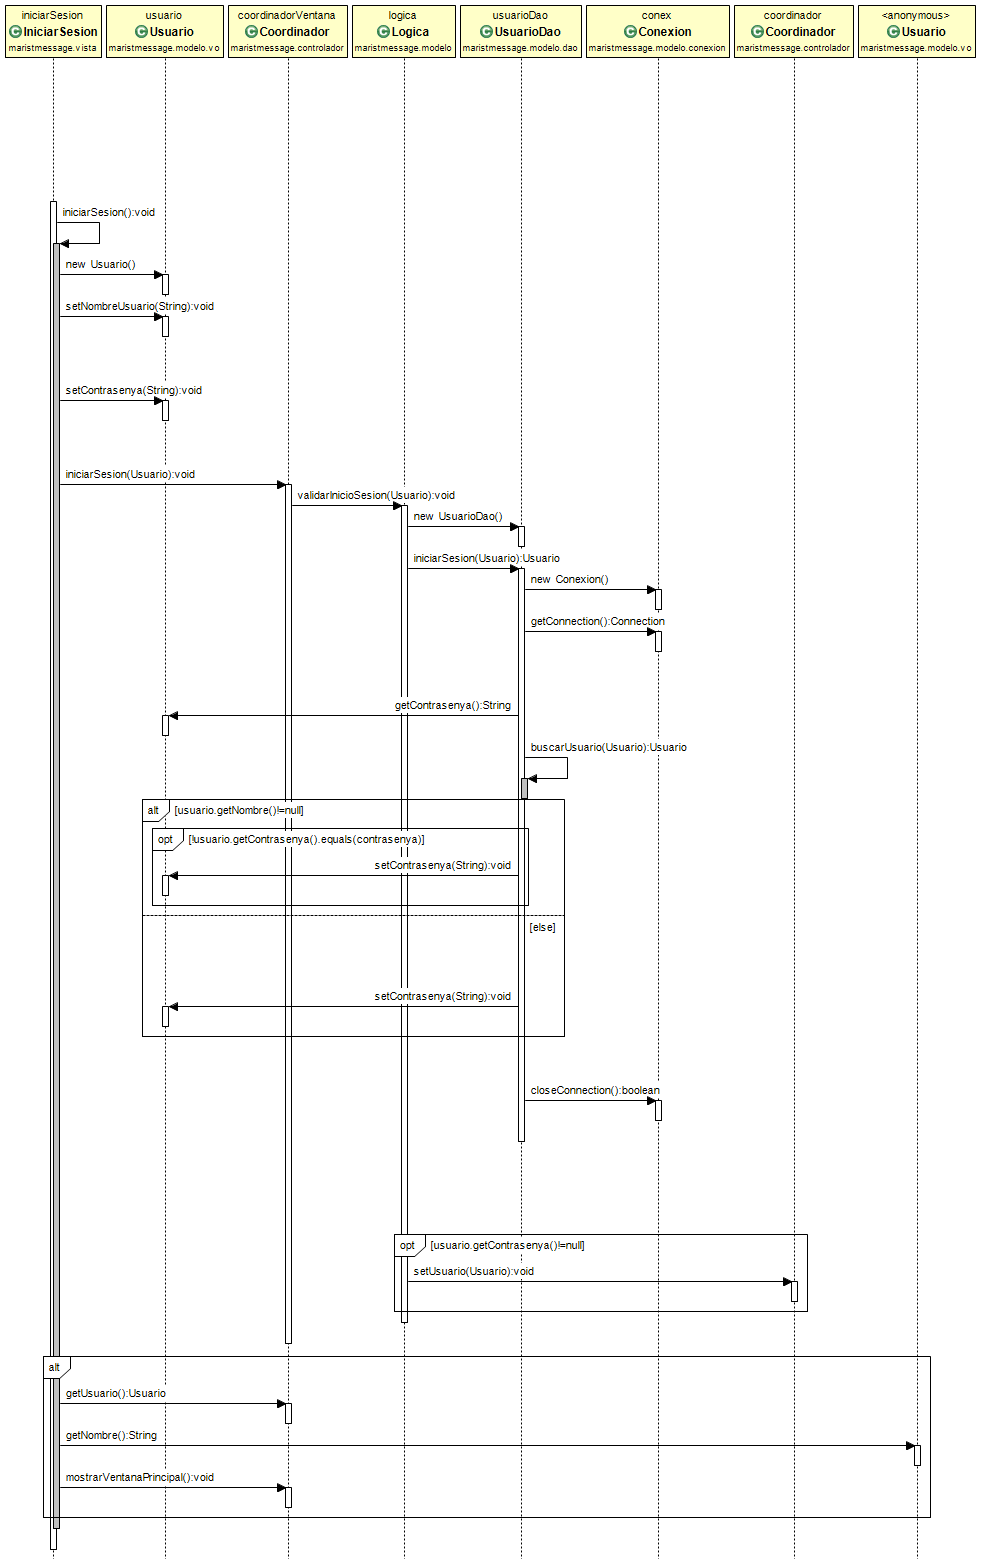 iniciarSesion
IniciarSesion
maristmessage.vista
usuario
Usuario
maristmessage.modelo.vo
coordinadorVentana
Coordinador
maristmessage.controlador
logica
Logica
maristmessage.modelo
usuarioDao
UsuarioDao
maristmessage.modelo.dao
conex
Conexion
maristmessage.modelo.conexion
coordinador
Coordinador
maristmessage.controlador
<anonymous>
Usuario
maristmessage.modelo.vo
iniciarSesion():void
new Usuario()
setNombreUsuario(String):void
setContrasenya(String):void
iniciarSesion(Usuario):void
validarInicioSesion(Usuario):void
new UsuarioDao()
iniciarSesion(Usuario):Usuario
new Conexion()
getConnection():Connection
getContrasenya():String
buscarUsuario(Usuario):Usuario
alt [usuario.getNombre()!=null]
opt [!usuario.getContrasenya().equals(contrasenya)]
setContrasenya(String):void
[else]
setContrasenya(String):void
closeConnection():boolean
opt [usuario.getContrasenya()!=null]
setUsuario(Usuario):void
alt
getUsuario():Usuario
getNombre():String
mostrarVentanaPrincipal():void